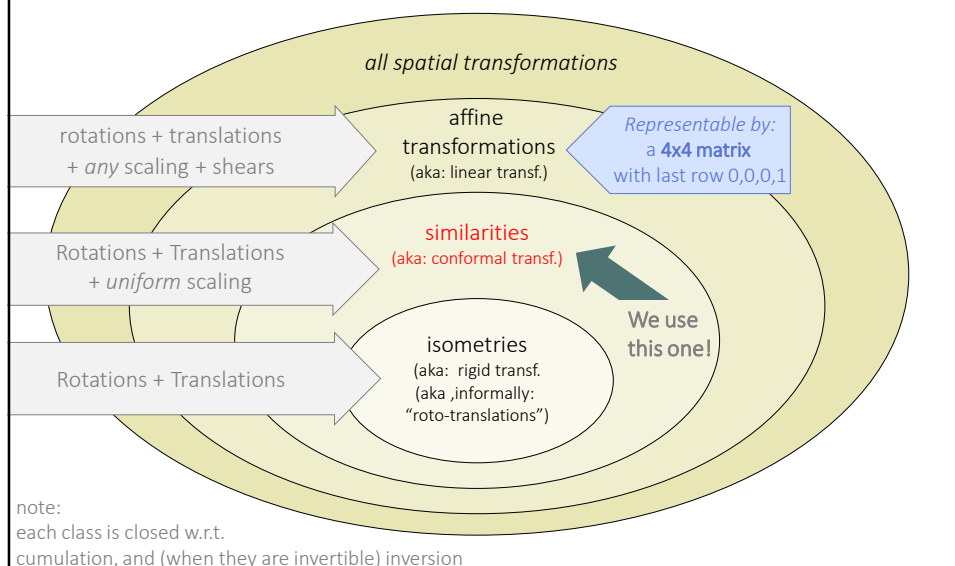 all spatial transformations
rotations + translations
+ any scaling + shears
affine
transformations
(aka: linear transf.)
Representable by:
a 4x4 matrix
with last row 0,0,0,1
Rotations + Translations
+ uniform scaling
similarities
(aka: conformal transf.)
We use
this one!
Rotations + Translations
isometries
(aka:  rigid transf.
(aka ,informally:
“roto-translations”)
note:
each class is closed w.r.t.
cumulation, and (when they are invertible) inversion